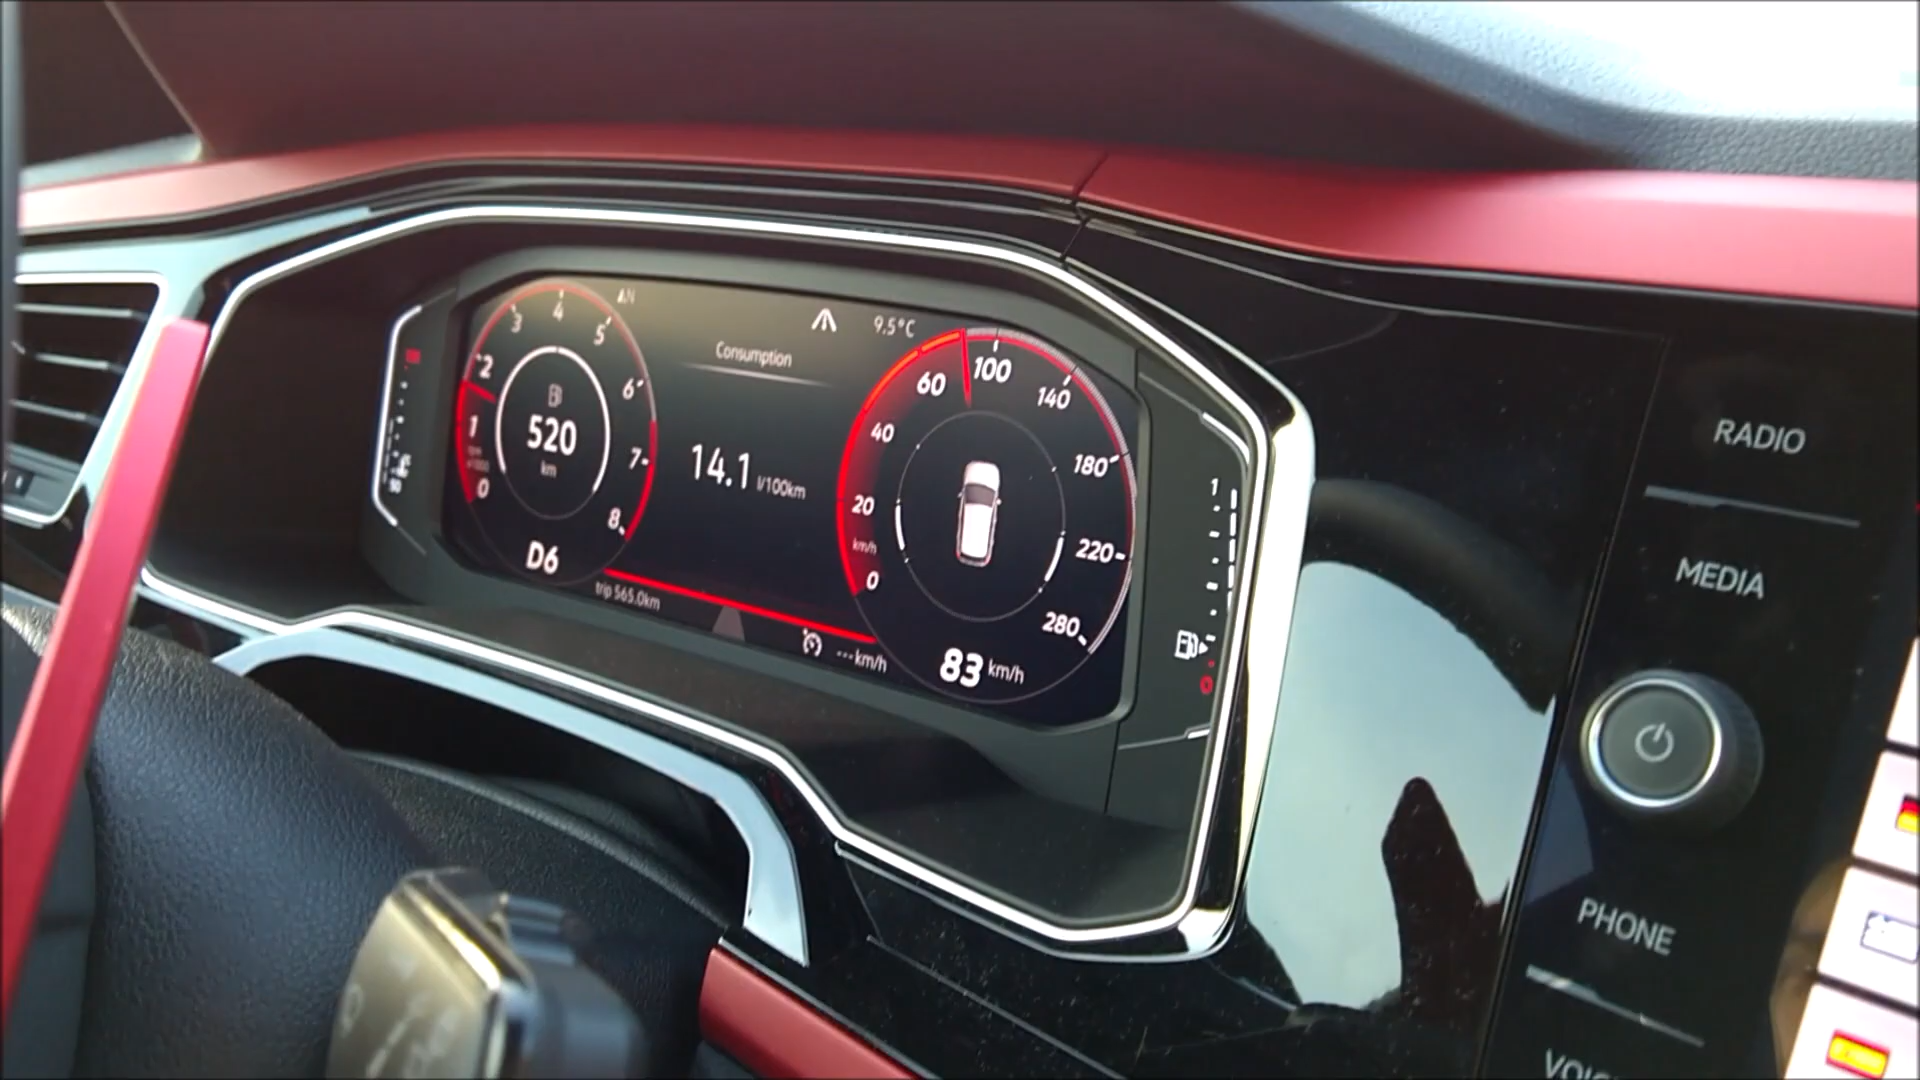 Consumption
9.5°C
14.1 l/100km
520
km
D6
trip 565.0km
--- km/h
83 km/h
0
1
2
3
4
5
6
7
8
0
20
40
60
100
140
180
220
280
km/h
1
0
RADIO
MEDIA
PHONE